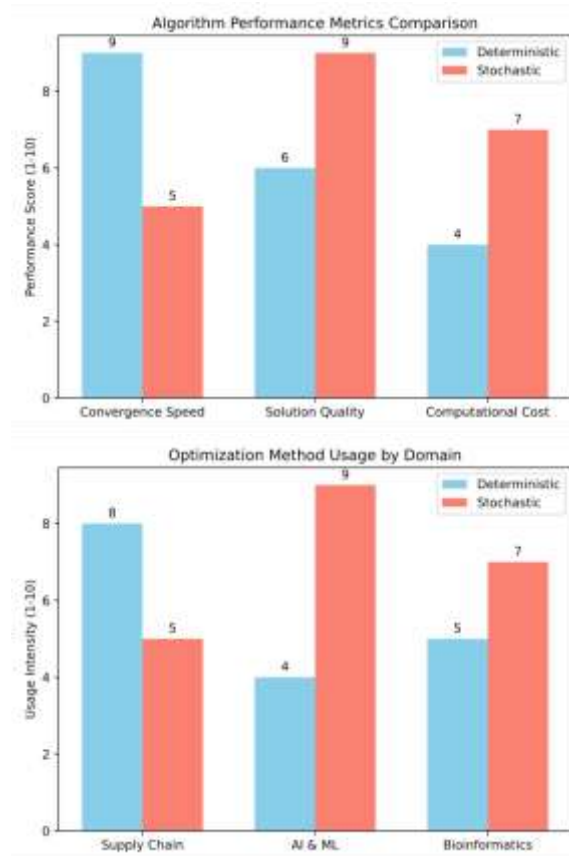 Algorithm Performance Metrics Comparison
9
9
Deterministic
Stochastic
8
7
6
6
5
4
4
2
0
Performance Score (1-10)
Convergence Speed
Solution Quality
Computational Cost
Optimization Method Usage by Domain
9
Deterministic
Stochastic
8
8
7
6
5
5
4
4
2
0
Usage Intensity (1-10)
Supply Chain
AI & ML
Bioinformatics